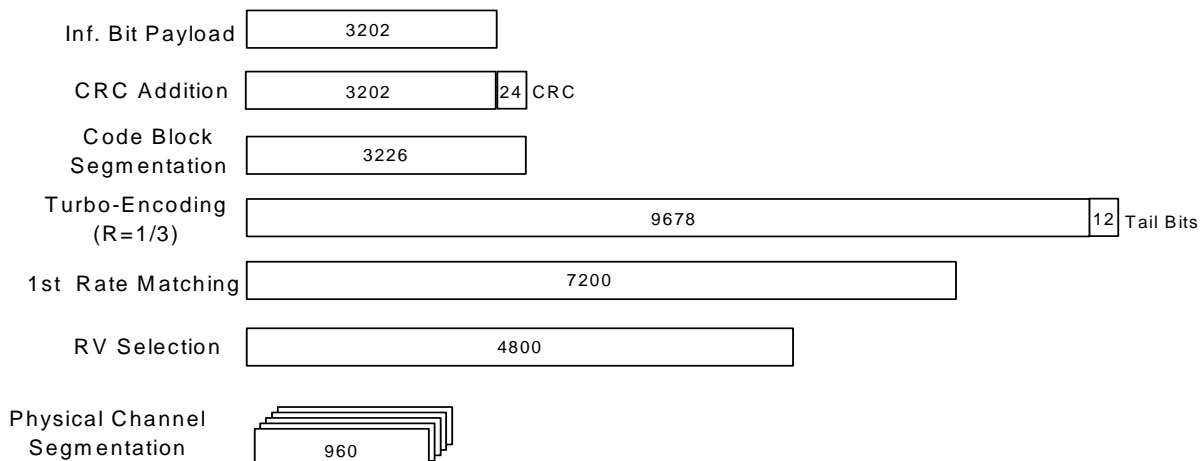 Inf. Bit Payload 3202
CRC Addition 3202 24 CRC
Code Block
Segmentation 3226
Turbo-Encoding
(R=1/3) 9678 12 Tail Bits
1st Rate Matching 7200
RV Selection 4800
Physical Channel
Segmentation 960